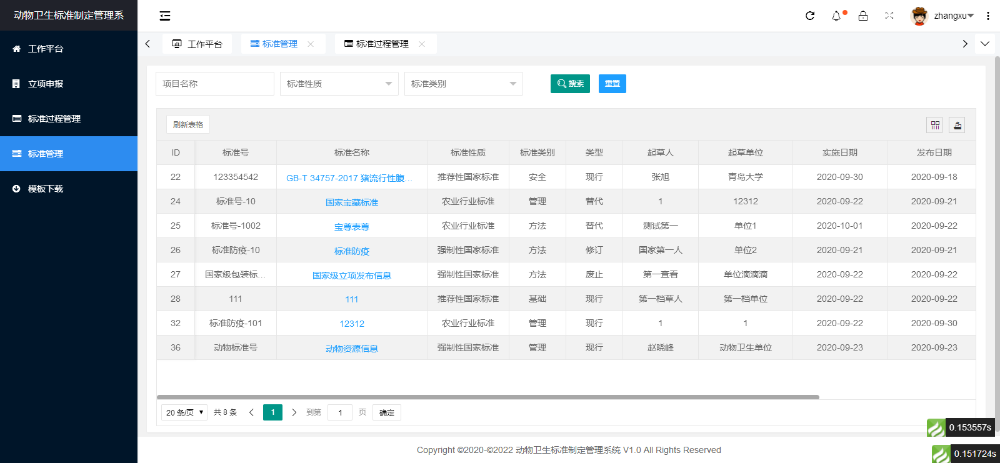 动物卫生标准制定管理系
zhangxu
工作平台
立项申报
标准过程管理
标准管理
模板下载
工作平台 标准管理 标准过程管理
项目名称 标准性质 标准类别 搜索 重置
刷新表格
ID 标准号 标准名称 标准性质 标准类别 类型 起草人 起草单位 实施日期 发布日期
22 123354542 GB-T 34757-2017 猪流行性腹... 推荐性国家标准 安全 现行 张旭 青岛大学 2020-09-30 2020-09-18
24 标准号-10 国家宝藏标准 农业行业标准 管理 替代 1 12312 2020-09-22 2020-09-21
25 标准号-1002 宝尊表尊 农业行业标准 方法 替代 测试第一 单位1 2020-10-01 2020-09-22
26 标准防疫-10 标准防疫 强制性国家标准 方法 修订 国家第一人 单位2 2020-09-21 2020-09-21
27 国家级包装标... 国家级立项发布信息 强制性国家标准 方法 废止 第一查看 单位滴滴滴 2020-09-22 2020-09-22
28 111 111 推荐性国家标准 基础 现行 第一档草人 第一档单位 2020-09-22 2020-09-22
32 标准防疫-101 12312 农业行业标准 管理 现行 1 1 2020-09-22 2020-09-30
36 动物标准号 动物资源信息 强制性国家标准 管理 现行 赵晓峰 动物卫生单位 2020-09-23 2020-09-23
20 条/页 共 8 条 1 到第 1 页 确定
0.153557s
Copyright ©2020-©2022 动物卫生标准制定管理系统 V1.0 All Rights Reserved
0.151724s